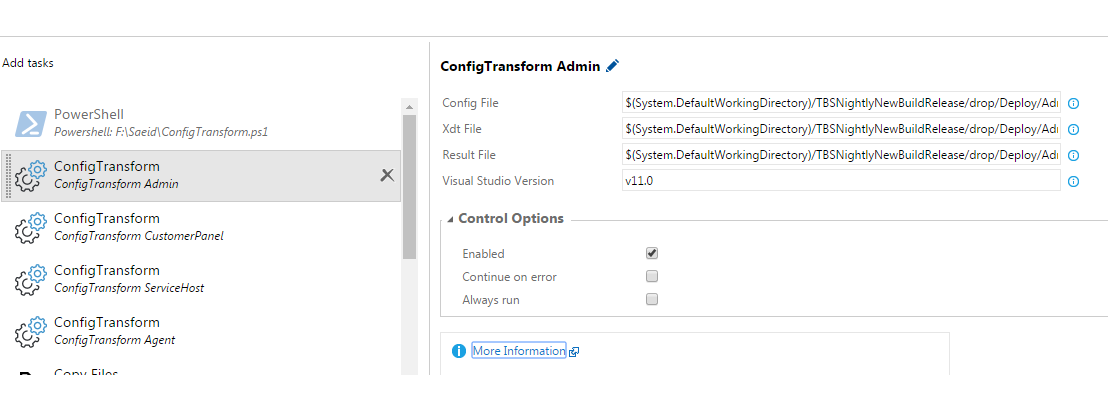 Add tasks
PowerShell
Powershell: F:\Saeid\ConfigTransform.ps1
ConfigTransform
ConfigTransform Admin
ConfigTransform
ConfigTransform CustomerPanel
ConfigTransform
ConfigTransform ServiceHost
ConfigTransform
ConfigTransform Agent
Copy Files
ConfigTransform Admin
Config File $(System.DefaultWorkingDirectory)/TBSNightlyNewBuildRelease/drop/Deploy/Adı
Xdt File $(System.DefaultWorkingDirectory)/TBSNightlyNewBuildRelease/drop/Deploy/Adı
Result File $(System.DefaultWorkingDirectory)/TBSNightlyNewBuildRelease/drop/Deploy/Adı
Visual Studio Version v11.0
Control Options
Enabled
Continue on error
Always run
More Information